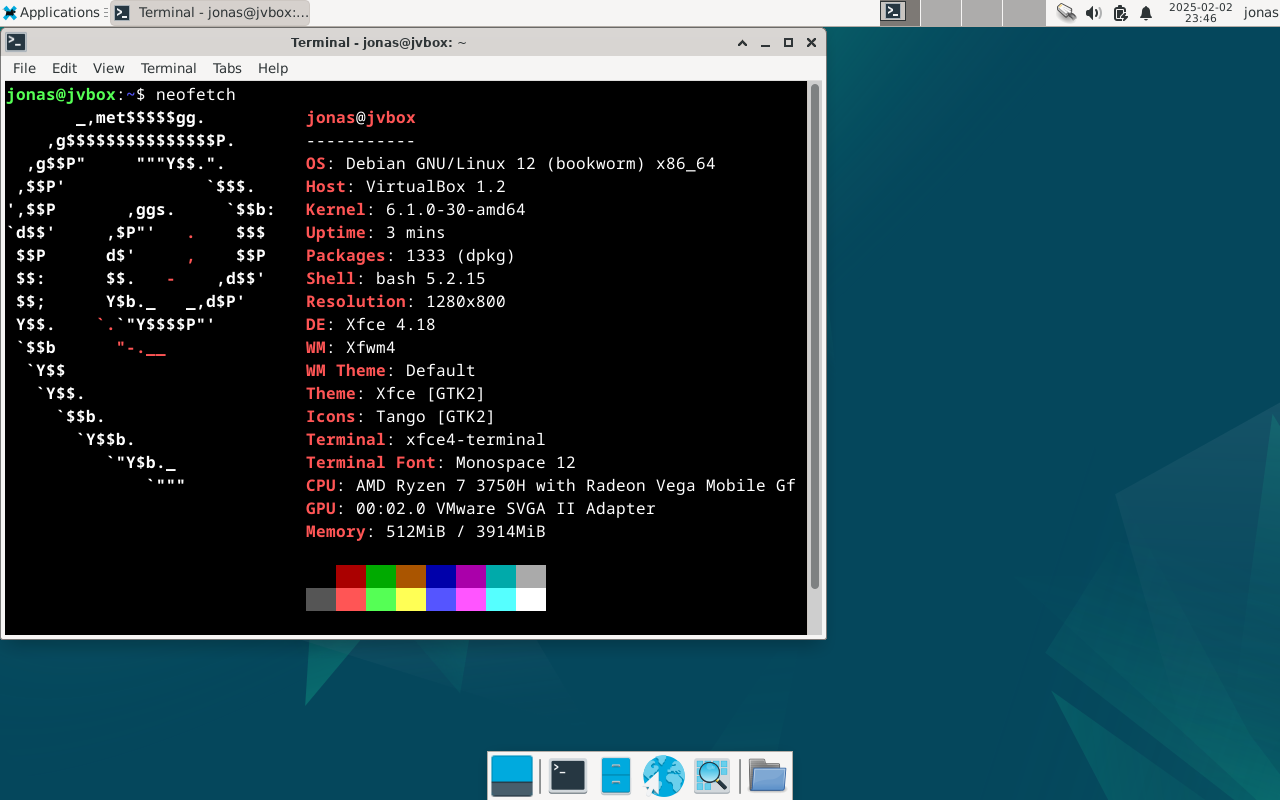 Applications Terminal - jonas@jvbox:... 2025-02-02 jonas
23:46
Terminal - jonas@jvbox: ~
File Edit View Terminal Tabs Help
jonas@jvbox:~$ neofetch
       _,met$$$$$gg.          jonas@jvbox
    ,g$$$$$$$$$$$$$$$P.       -----------
  ,g$$P"     """Y$$.".        OS: Debian GNU/Linux 12 (bookworm) x86_64
 ,$$P'              `$$$.     Host: VirtualBox 1.2
',$$P       ,ggs.     `$$b:   Kernel: 6.1.0-30-amd64
`d$$'     ,$P"'   .    $$$    Uptime: 3 mins
 $$P      d$'     ,    $$P    Packages: 1333 (dpkg)
 $$:      $$.   -    ,d$$'    Shell: bash 5.2.15
 $$;      Y$b._   _,d$P'      Resolution: 1280x800
 Y$$.    `.`"Y$$$$P"'         DE: Xfce 4.18
 `$$b      "-.__              WM: Xfwm4
  `Y$$                        WM Theme: Default
   `Y$$.                      Theme: Xfce [GTK2]
     `$$b.                    Icons: Tango [GTK2]
       `Y$$b.                 Terminal: xfce4-terminal
          `"Y$b._             Terminal Font: Monospace 12
              `"""            CPU: AMD Ryzen 7 3750H with Radeon Vega Mobile Gf
                              GPU: 00:02.0 VMware SVGA II Adapter
                              Memory: 512MiB / 3914MiB